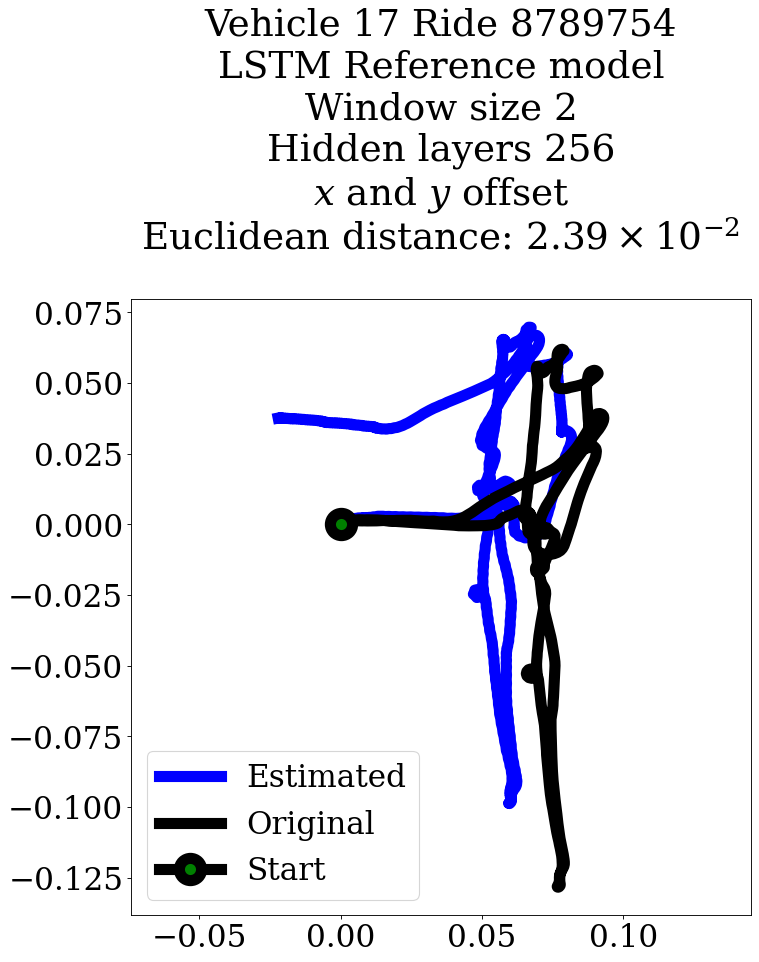 Vehicle 17 Ride 8789754
LSTM Reference model
Window size 2
Hidden layers 256
x and y offset
Euclidean distance: 2.39 × 10⁻²
0.075
0.050
0.025
0.000
−0.025
−0.050
−0.075
−0.100
−0.125
Estimated
Original
Start
−0.05 0.00 0.05 0.10